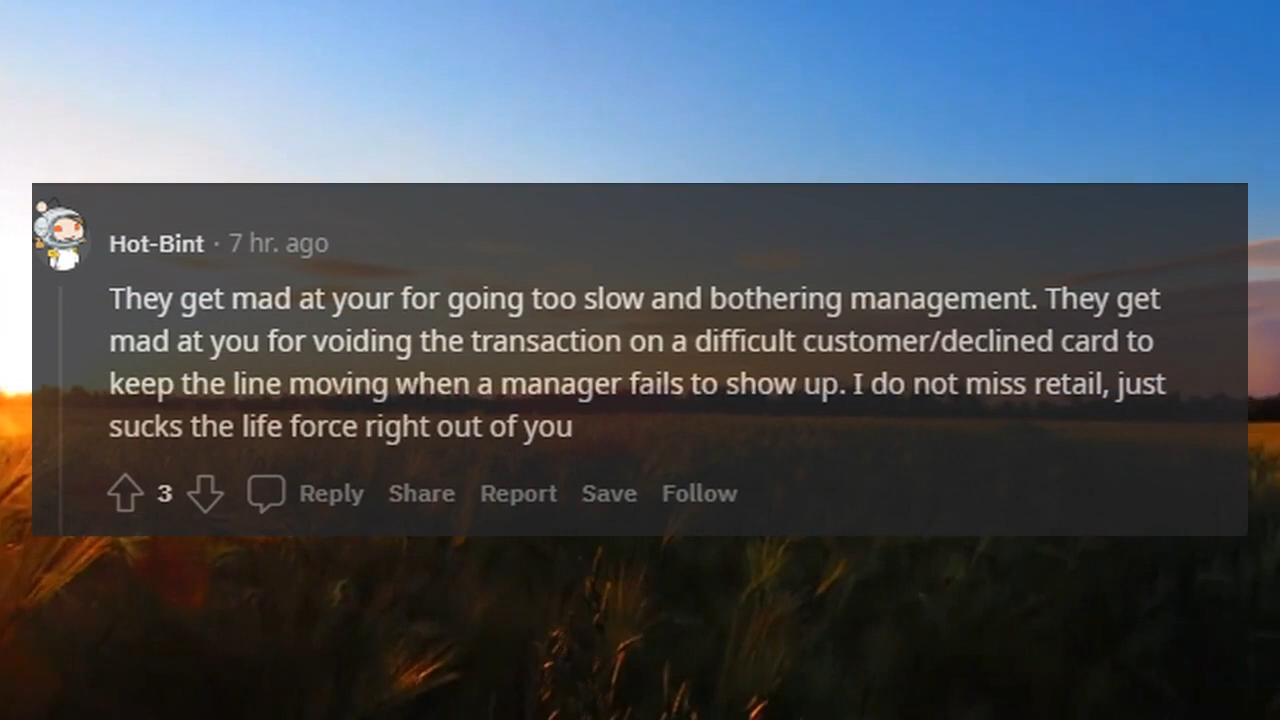 Hot-Bint · 7 hr. ago
They get mad at your for going too slow and bothering management. They get
mad at you for voiding the transaction on a difficult customer/declined card to
keep the line moving when a manager fails to show up. I do not miss retail, just
sucks the life force right out of you
3 Reply Share Report Save Follow